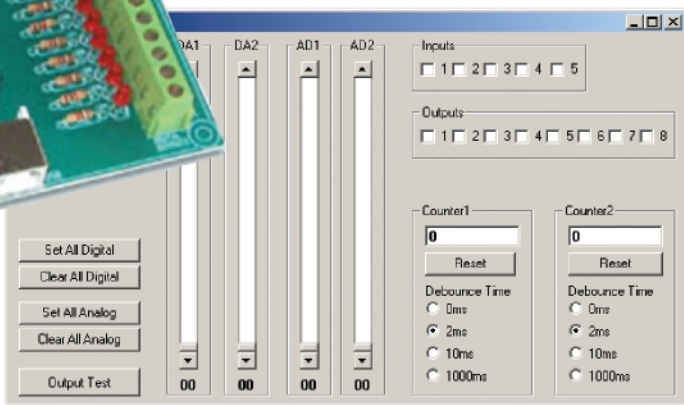 DA1 DA2 AD1 AD2
Inputs
1 2 3 4 5
Outputs
1 2 3 4 5 6 7 8
Counter1 Counter2
0 0
Reset Reset
Debounce Time Debounce Time
0ms 0ms
2ms 2ms
10ms 10ms
1000ms 1000ms
Set All Digital
Clear All Digital
Set All Analog
Clear All Analog
Output Test
00 00 00 00